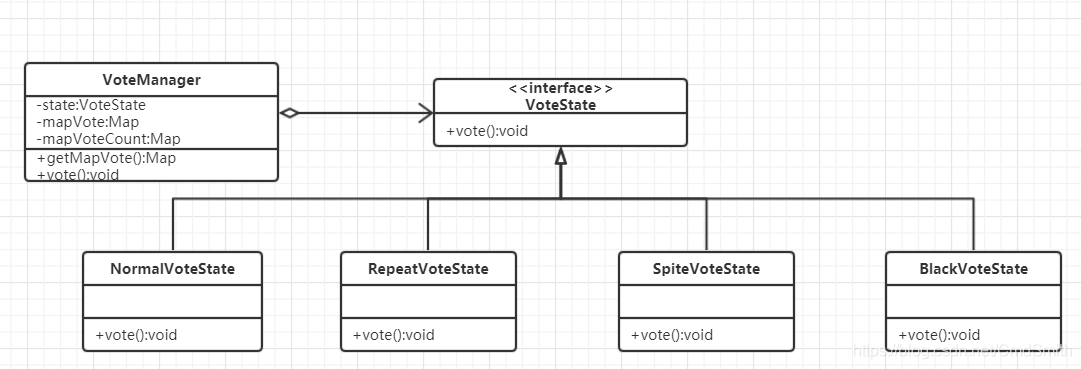 VoteManager
-state:VoteState
-mapVote:Map
-mapVoteCount:Map
+getMapVote():Map
+vote():void
<<interface>>
VoteState
+vote():void
NormalVoteState
+vote():void
RepeatVoteState
+vote():void
SpiteVoteState
+vote():void
BlackVoteState
+vote():void
https://blog.csdn.net/CmdSmith